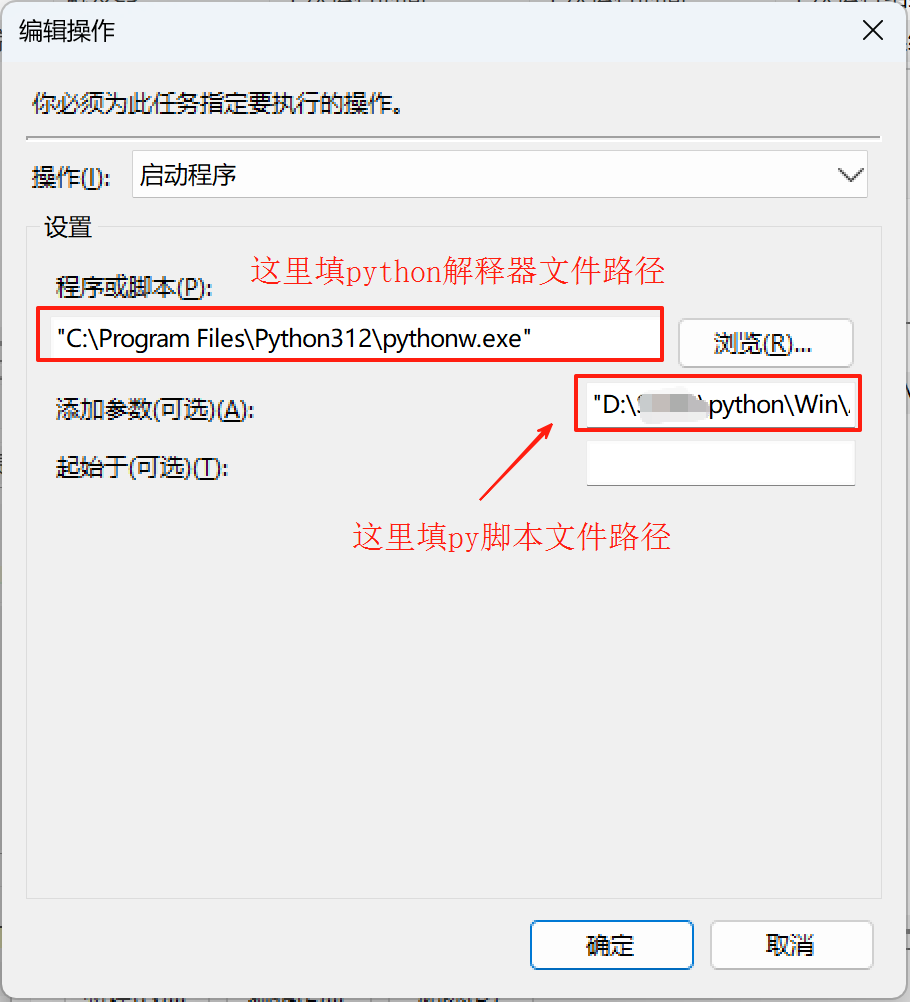 编辑操作
你必须为此任务指定要执行的操作。
操作(I):
启动程序
设置
这里填python解释器文件路径
程序或脚本(P):
"C:\Program Files\Python312\pythonw.exe"
浏览(R)...
添加参数(可选)(A):
"D:\ \python\Win\.
起始于(可选)(T):
这里填py脚本文件路径
确定
取消